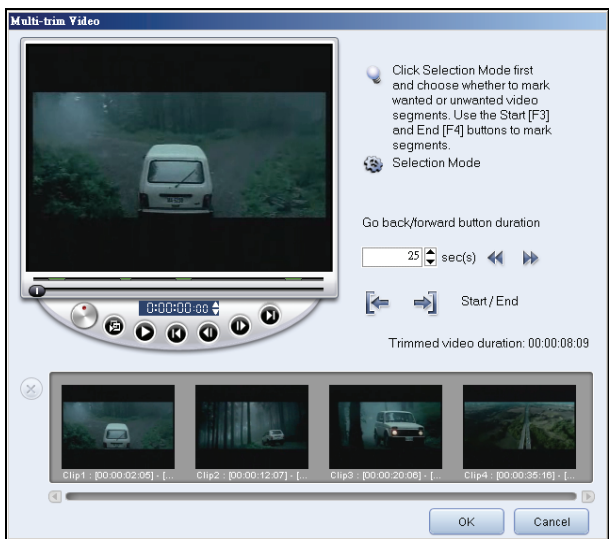 Multi-trim Video
Click Selection Mode first
and choose whether to mark
wanted or unwanted video
segments. Use the Start [F3]
and End [F4] buttons to mark
segments.
Selection Mode
Go back/forward button duration
25 sec(s)
0:00:00:00
Start / End
Trimmed video duration: 00:00:08:09
Clip1 : [00:00:02:05] - [...
Clip2 : [00:00:12:07] - [...
Clip3 : [00:00:20:06] - [...
Clip4 : [00:00:35:16] - [...
OK
Cancel